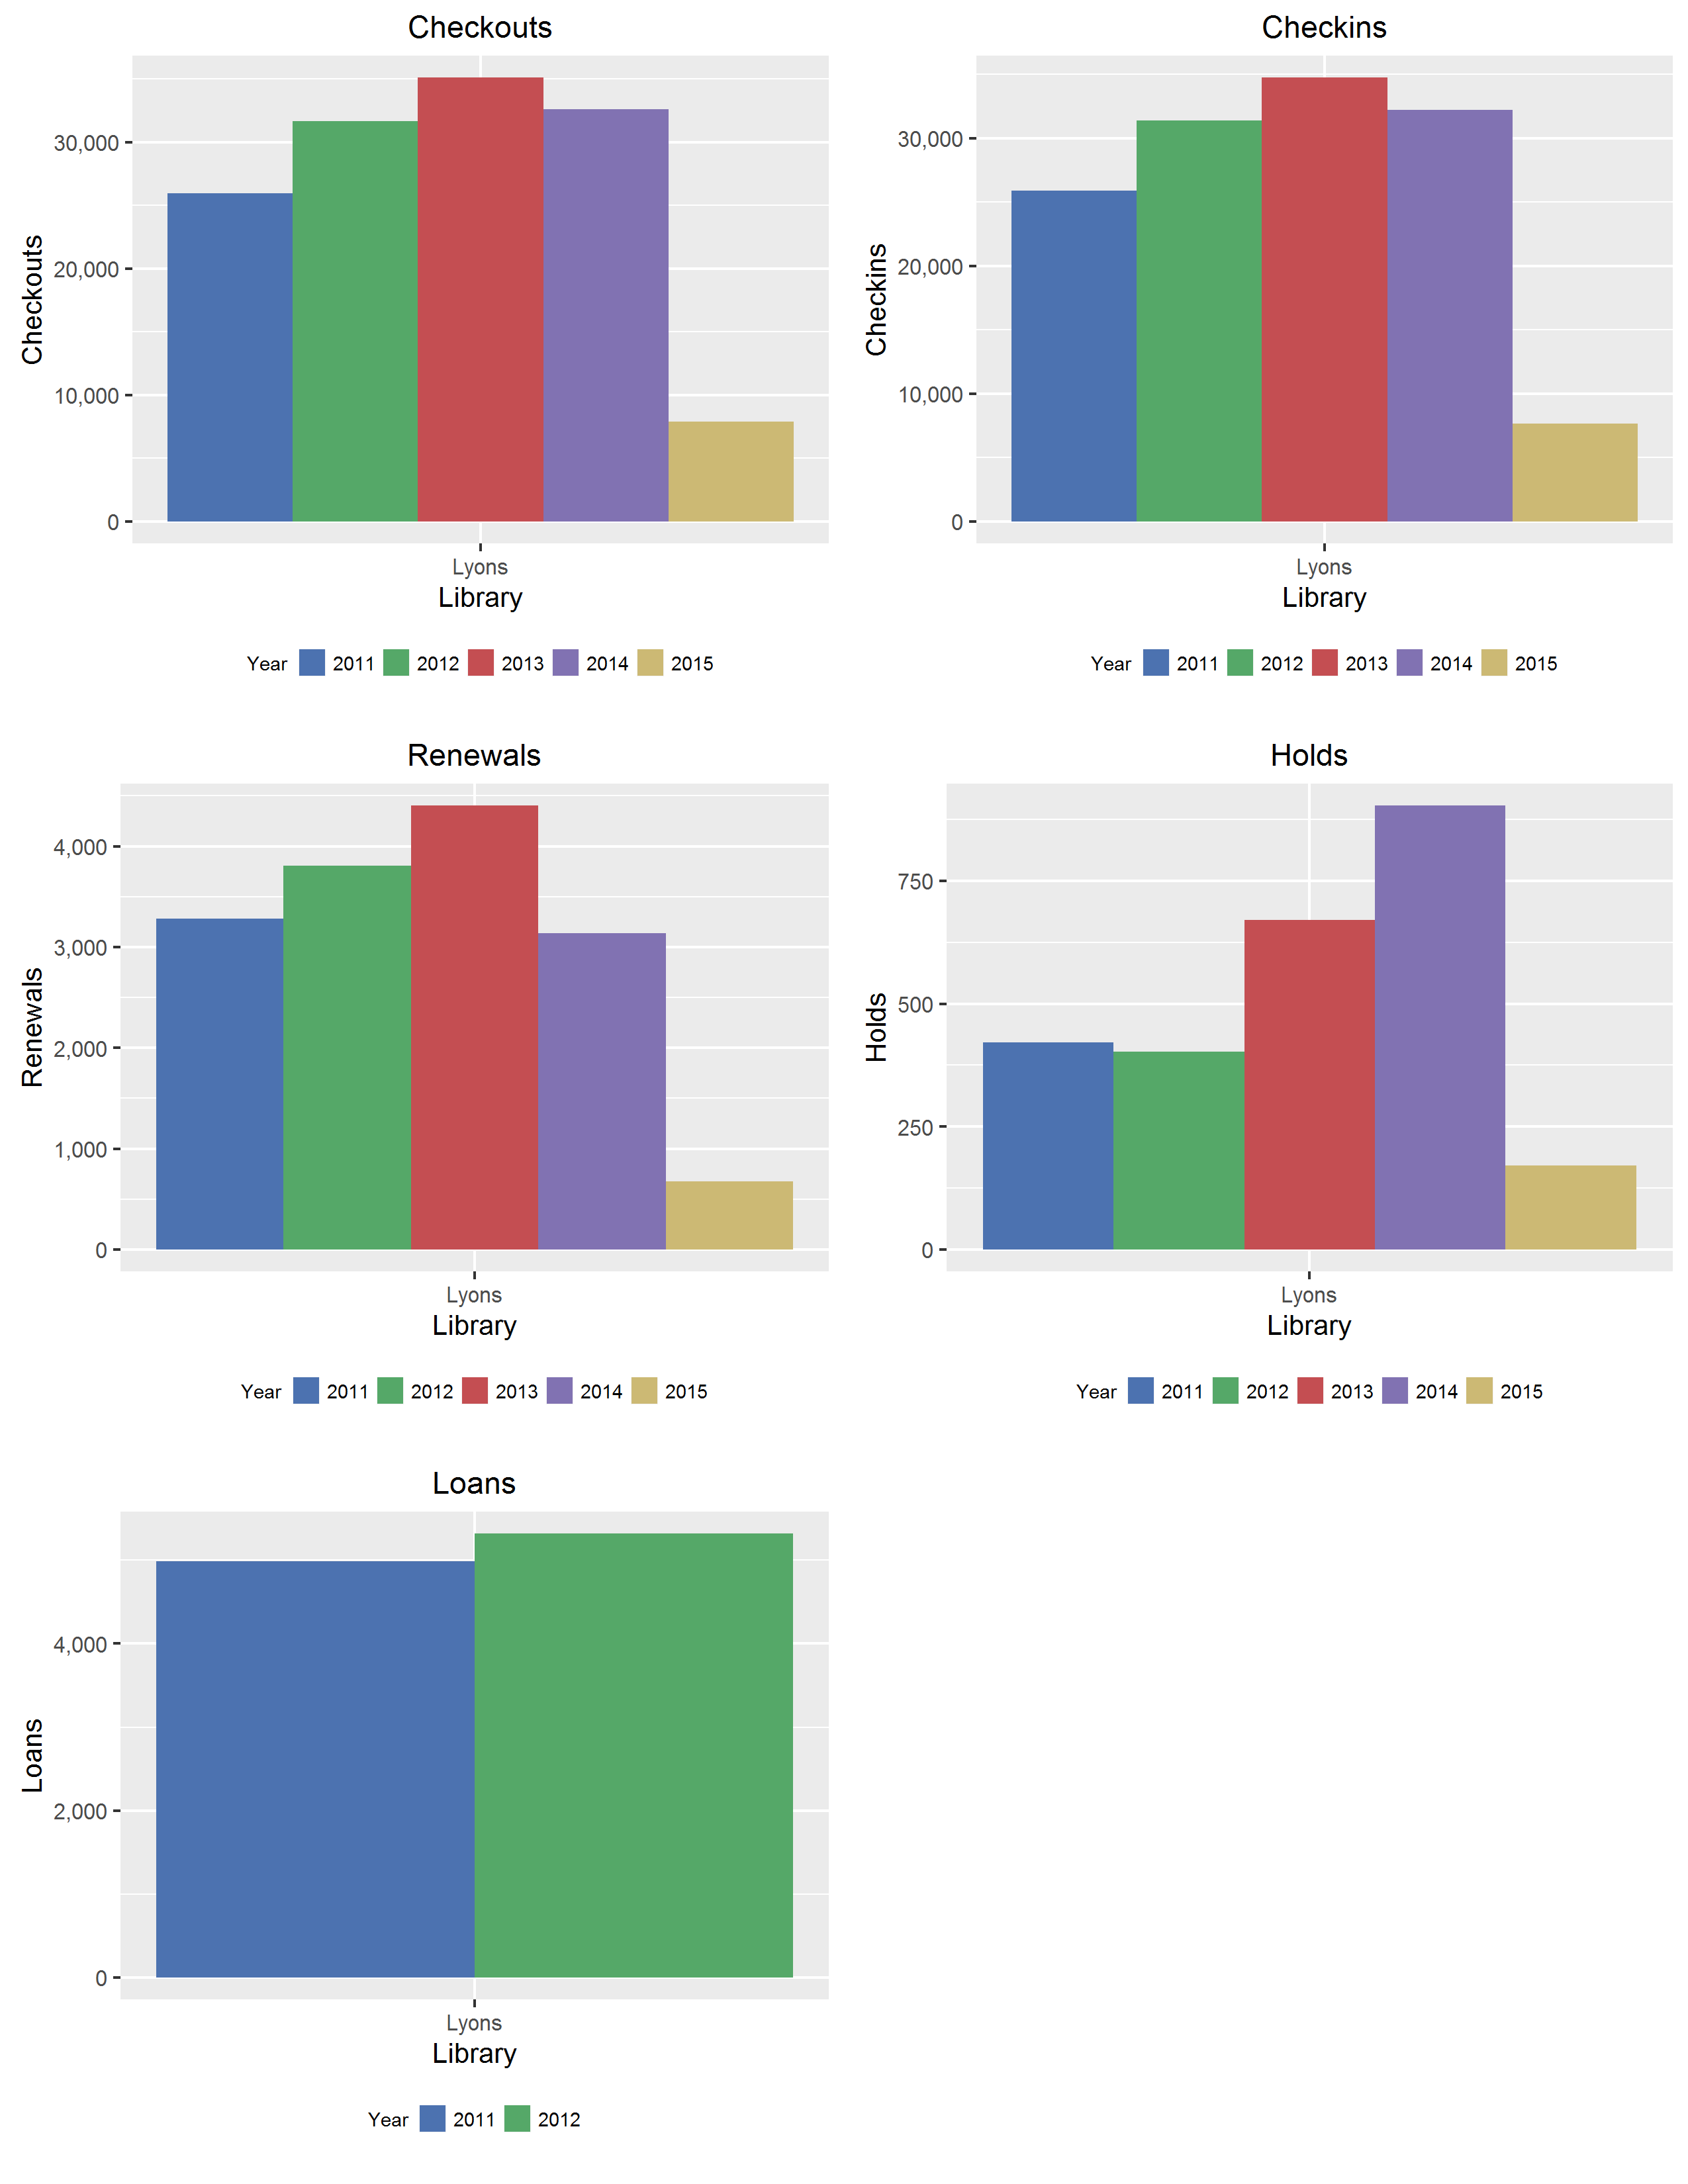 Checkouts
Checkouts
30,000
20,000
10,000
0
Lyons
Library
Year 2011 2012 2013 2014 2015
Checkins
Checkins
30,000
20,000
10,000
0
Lyons
Library
Year 2011 2012 2013 2014 2015
Renewals
Renewals
4,000
3,000
2,000
1,000
0
Lyons
Library
Year 2011 2012 2013 2014 2015
Holds
Holds
750
500
250
0
Lyons
Library
Year 2011 2012 2013 2014 2015
Loans
Loans
4,000
2,000
0
Lyons
Library
Year 2011 2012